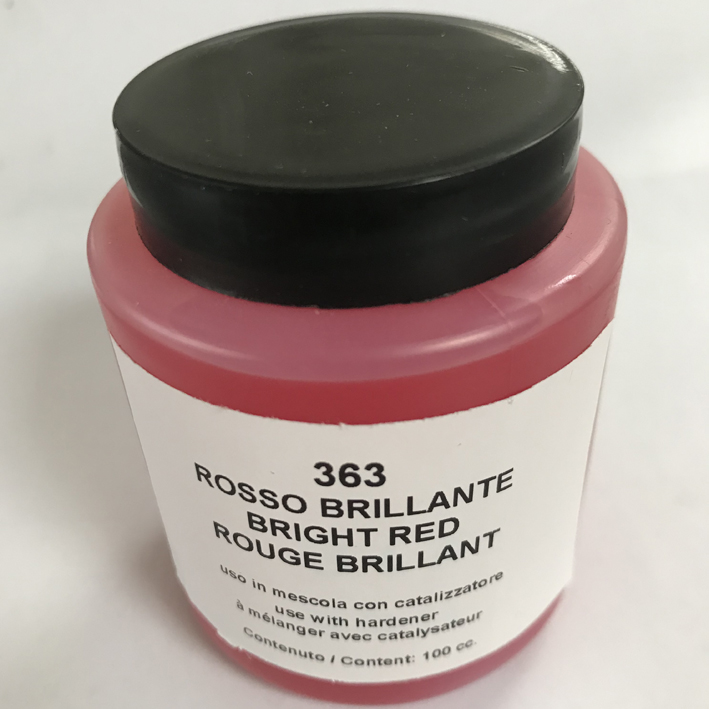 363
ROSSO BRILLANTE
BRIGHT RED
ROUGE BRILLANT
uso in mescola con catalizzatore
use with hardener
à mélanger avec catalysateur
Contenuto / Content: 100 cc.